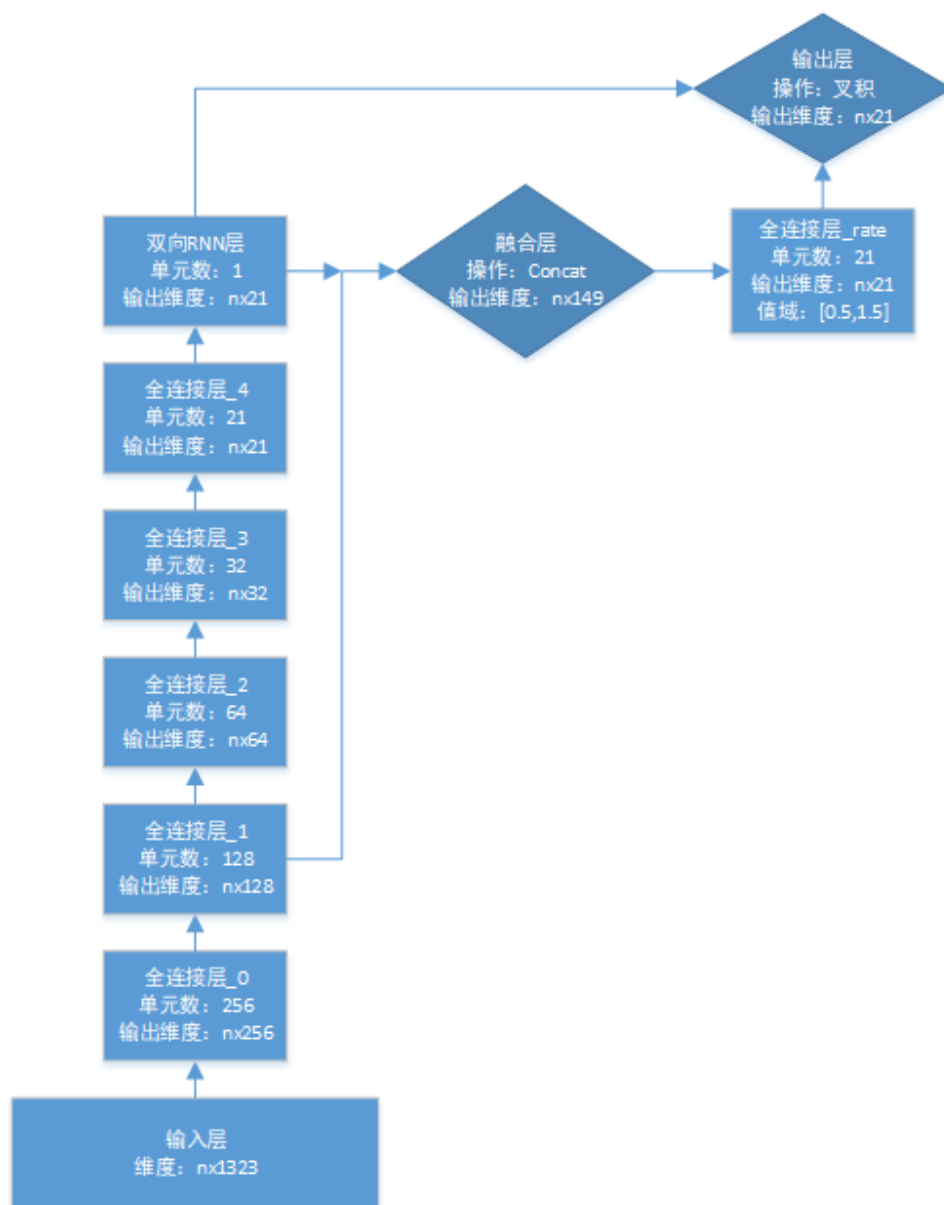 输出层
操作：叉积
输出维度：nx21
双向RNN层
单元数：1
输出维度：nx21
融合层
操作：Concat
输出维度：nx149
全连接层_rate
单元数：21
输出维度：nx21
值域：[0.5,1.5]
全连接层_4
单元数：21
输出维度：nx21
全连接层_3
单元数：32
输出维度：nx32
全连接层_2
单元数：64
输出维度：nx64
全连接层_1
单元数：128
输出维度：nx128
全连接层_0
单元数：256
输出维度：nx256
输入层
维度：nx1323